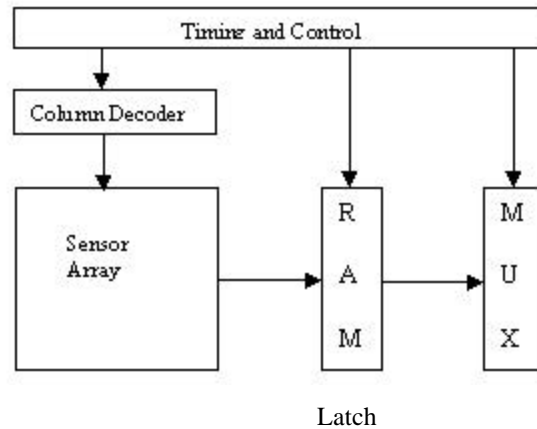 Timing and Control
Column Decoder
Sensor
Array
R
A
M
M
U
X
Latch